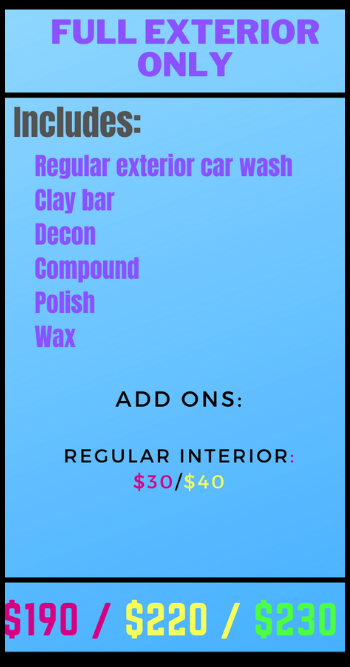 FULL EXTERIOR
ONLY
Includes:
Regular exterior car wash
Clay bar
Decon
Compound
Polish
Wax
ADD ONS:
REGULAR INTERIOR:
$30/$40
$190 / $220 / $230